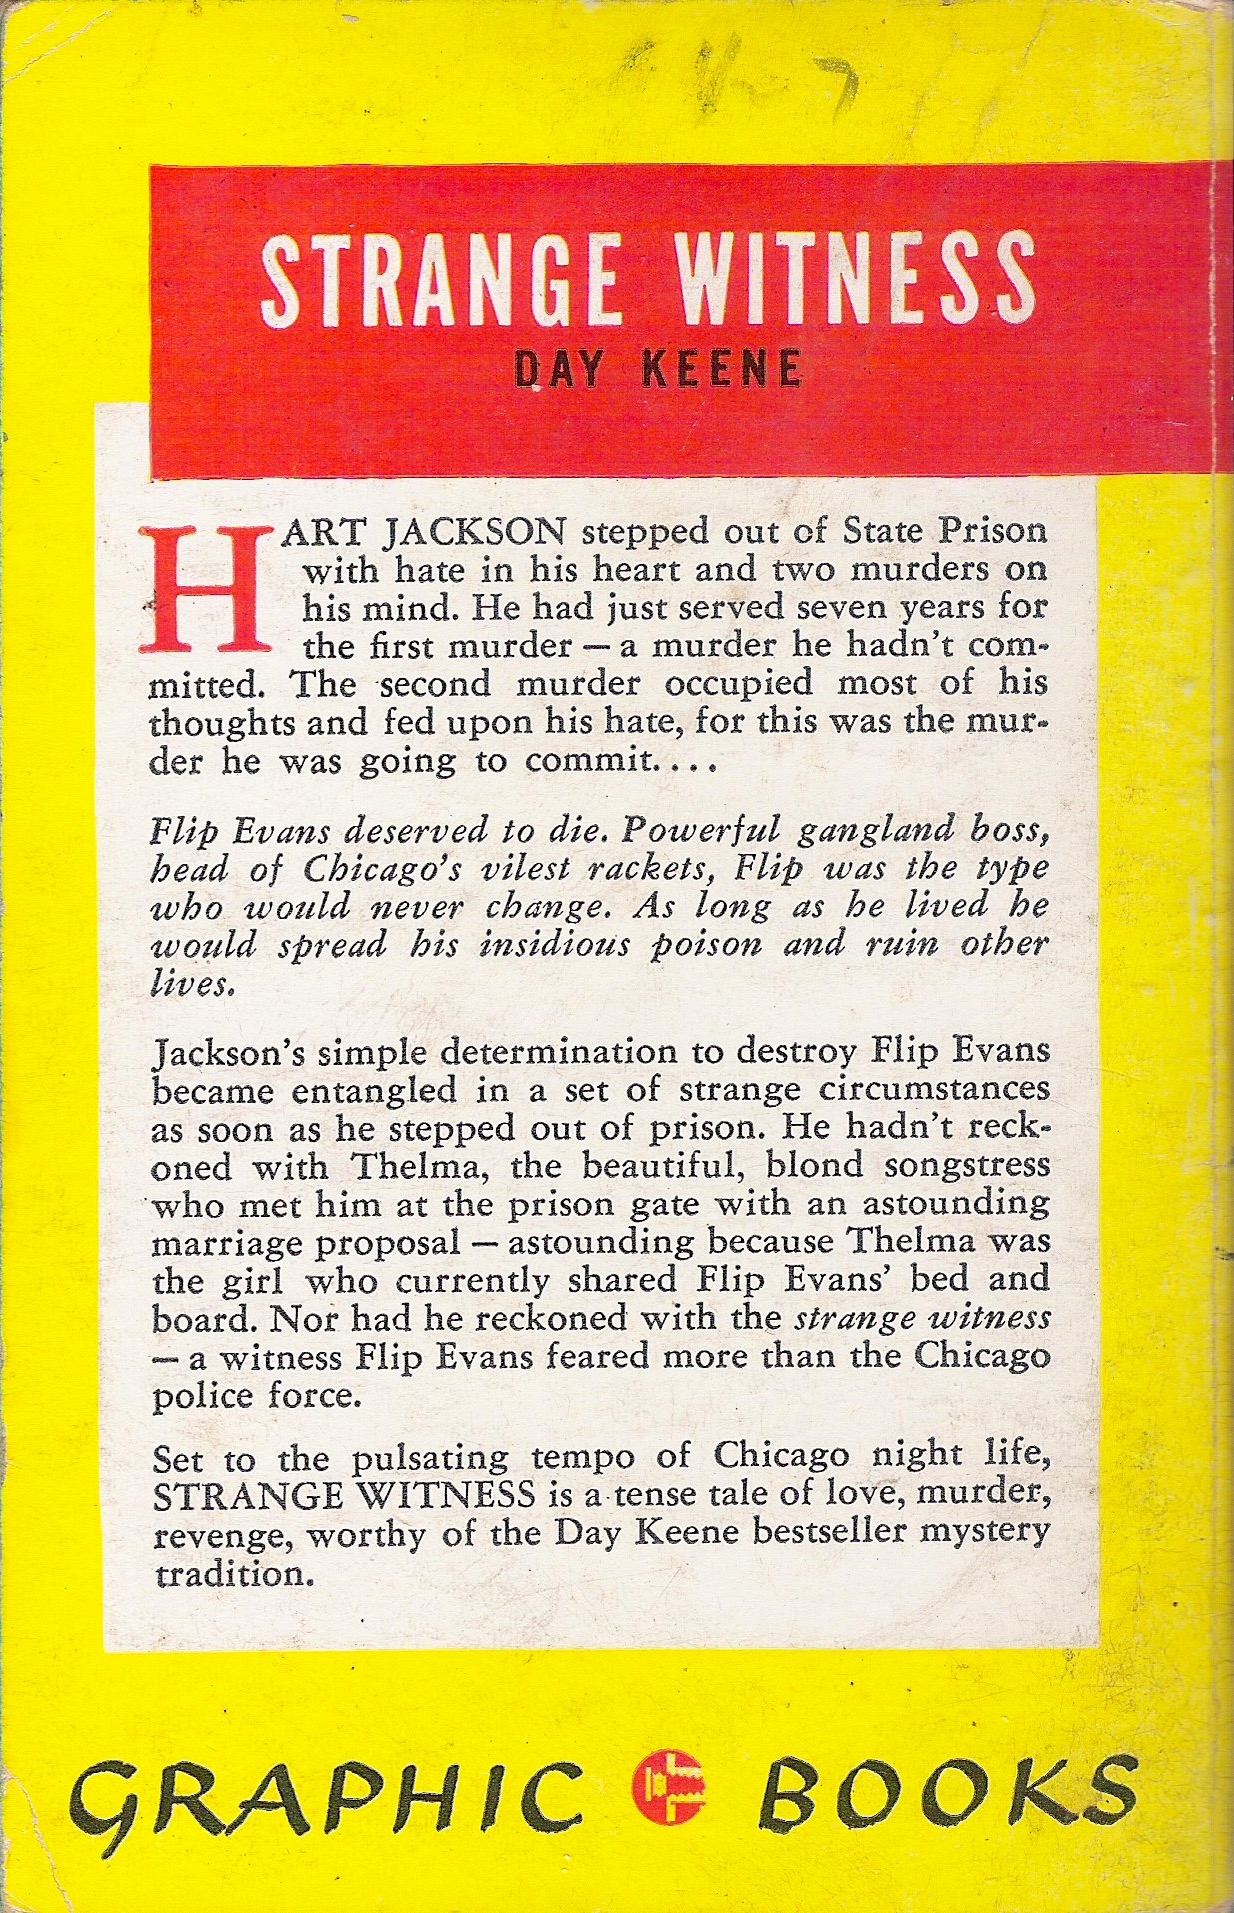 STRANGE WITNESS
DAY KEENE
HART JACKSON stepped out of State Prison
with hate in his heart and two murders on
his mind. He had just served seven years for
the first murder — a murder he hadn't com-
mitted. The second murder occupied most of his
thoughts and fed upon his hate, for this was the mur-
der he was going to commit....
Flip Evans deserved to die. Powerful gangland boss,
head of Chicago's vilest rackets, Flip was the type
who would never change. As long as he lived he
would spread his insidious poison and ruin other
lives.
Jackson's simple determination to destroy Flip Evans
became entangled in a set of strange circumstances
as soon as he stepped out of prison. He hadn't reck-
oned with Thelma, the beautiful, blond songstress
who met him at the prison gate with an astounding
marriage proposal — astounding because Thelma was
the girl who currently shared Flip Evans' bed and
board. Nor had he reckoned with the strange witness
— a witness Flip Evans feared more than the Chicago
police force.
Set to the pulsating tempo of Chicago night life,
STRANGE WITNESS is a tense tale of love, murder,
revenge, worthy of the Day Keene bestseller mystery
tradition.
GRAPHIC BOOKS